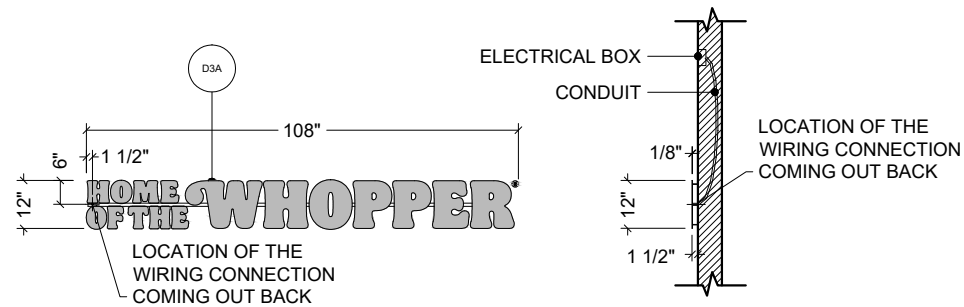 D3A
108"
1 1/2"
6"
12"
HOME
OF THE
WHOPPER®
LOCATION OF THE
WIRING CONNECTION
COMING OUT BACK
ELECTRICAL BOX
CONDUIT
LOCATION OF THE
WIRING CONNECTION
COMING OUT BACK
1/8"
12"
1 1/2"